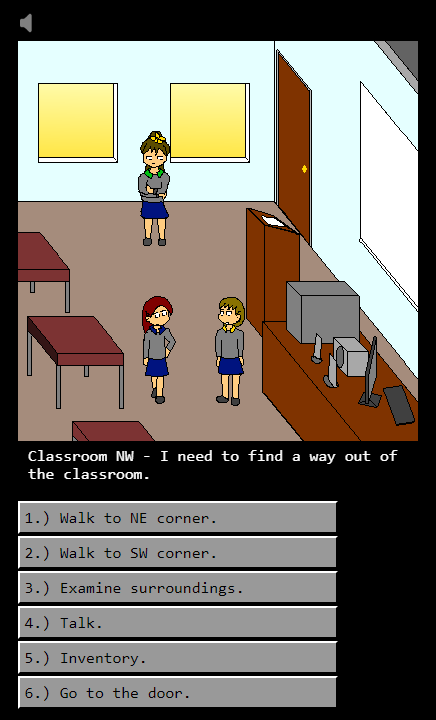 Classroom NW - I need to find a way out of
the classroom.
1.) Walk to NE corner.
2.) Walk to SW corner.
3.) Examine surroundings.
4.) Talk.
5.) Inventory.
6.) Go to the door.